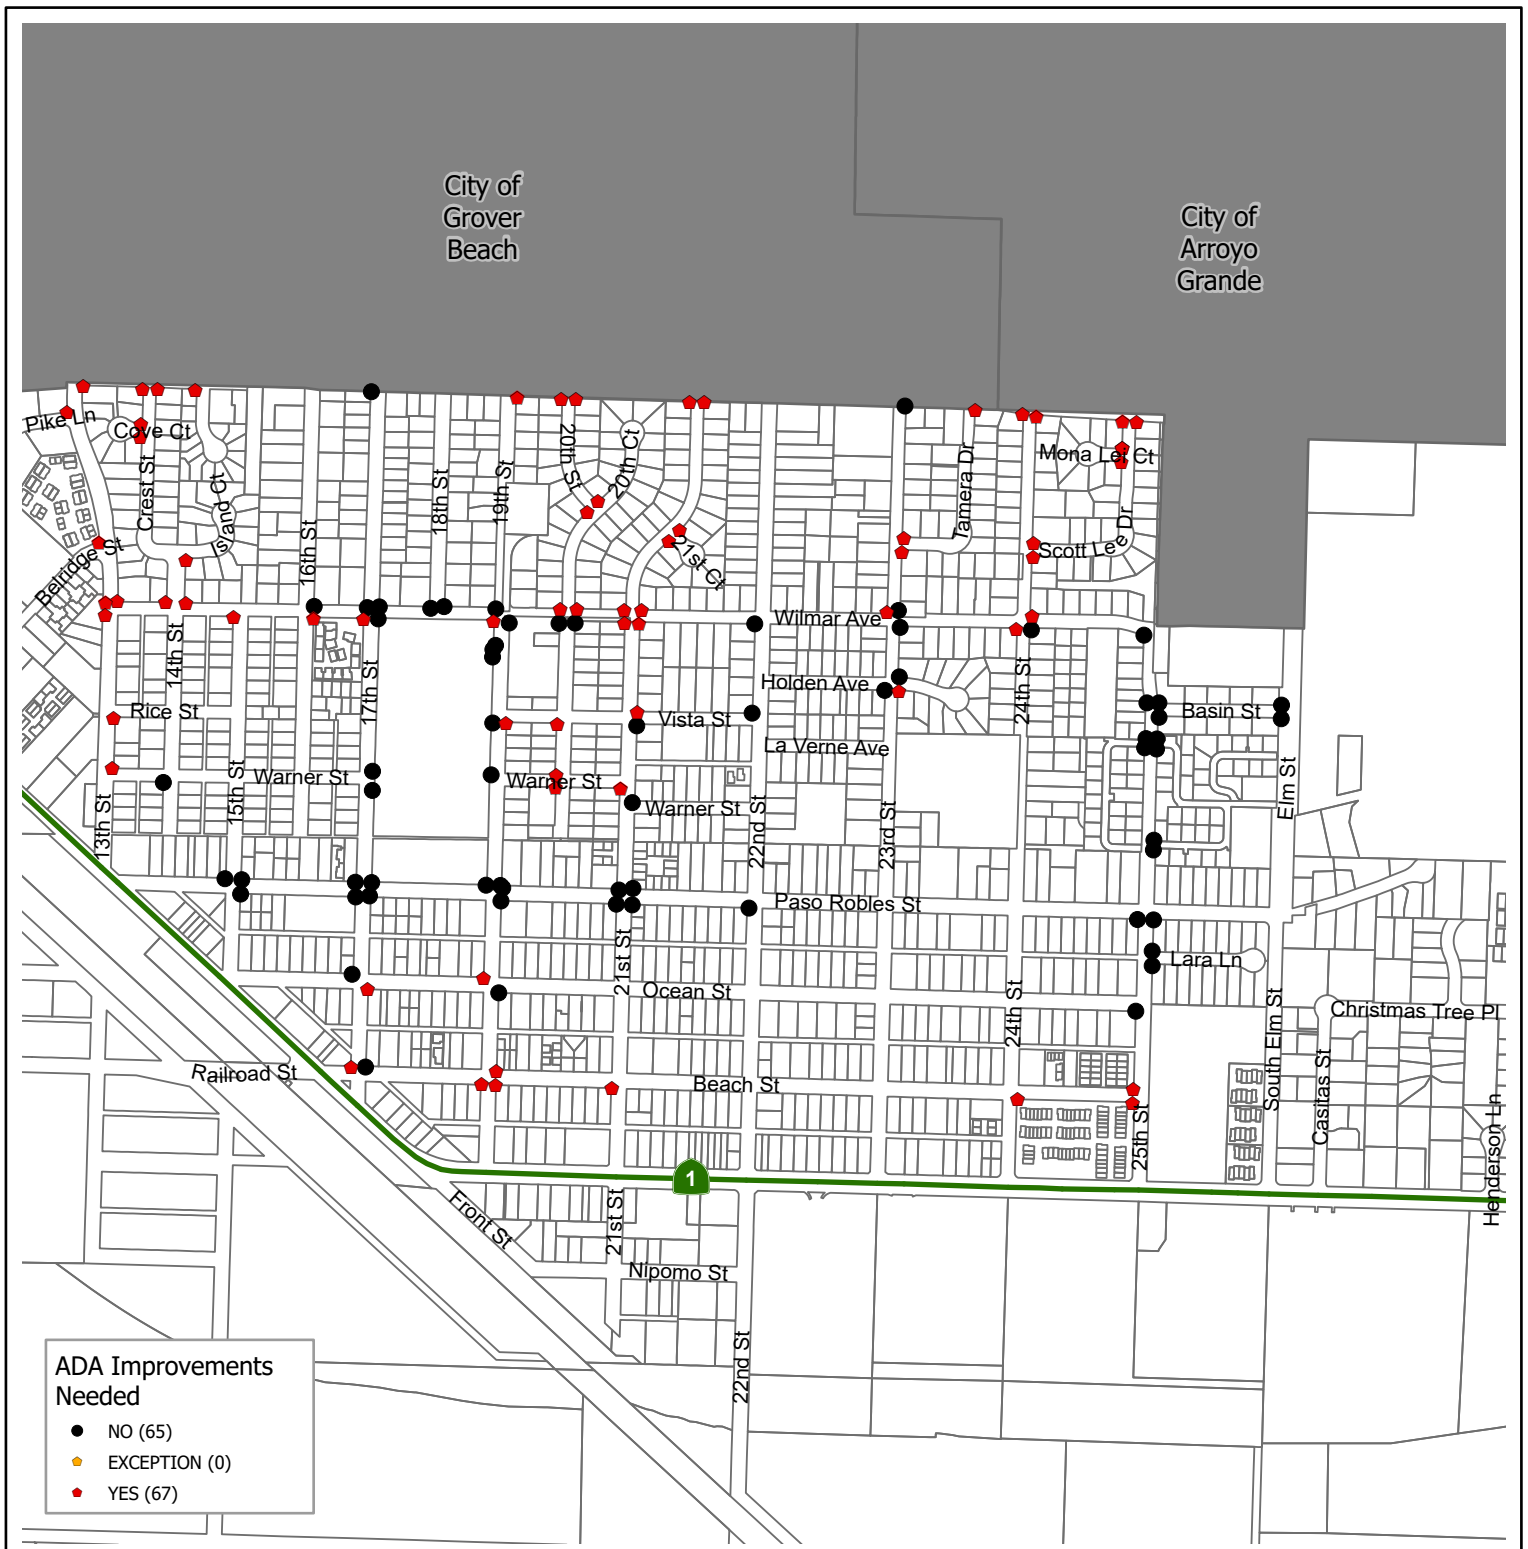 City of
Grover
Beach
City of
Arroyo
Grande
Pike Ln
Cove Ct
Crest St
Island Ct
Belridge St
16th St
18th St
19th St
20th St
20th Ct
21st Ct
Tamera Dr
Mona Lei Ct
Scott Lee Dr
Wilmar Ave
14th St
17th St
Holden Ave
24th St
Rice St
Vista St
Basin St
La Verne Ave
Warner St
Warner St
Warner St
15th St
13th St
22nd St
23rd St
Elm St
Paso Robles St
21st St
Lara Ln
Ocean St
24th St
Christmas Tree Pl
South Elm St
Casitas St
Railroad St
Beach St
25th St
Henderson Ln
1
Front St
21st St
Nipomo St
22nd St
ADA Improvements
Needed
NO (65)
EXCEPTION (0)
YES (67)